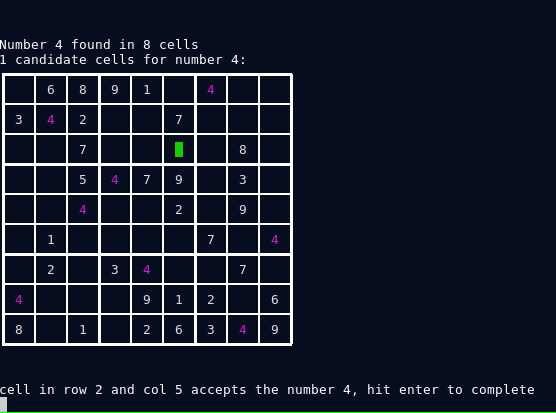 Number 4 found in 8 cells
1 candidate cells for number 4:
6 8 9 1 4
3 4 2 7
7 8
5 4 7 9 3
4 2 9
1 7 4
2 3 4 7
4 9 1 2 6
8 1 2 6 3 4 9
cell in row 2 and col 5 accepts the number 4, hit enter to complete